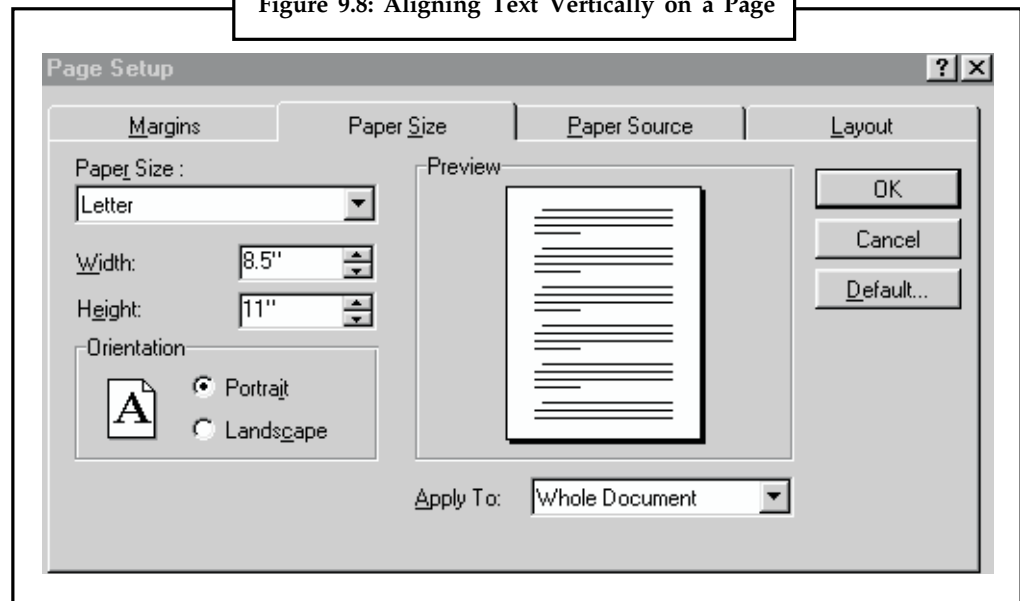 Figure 9.8: Aligning Text Vertically on a Page
Page Setup
Margins Paper Size Paper Source Layout
Paper Size :
Letter
Width: 8.5"
Height: 11"
Orientation
A
Portrait
Landscape
Preview
Apply To: Whole Document
OK
Cancel
Default...